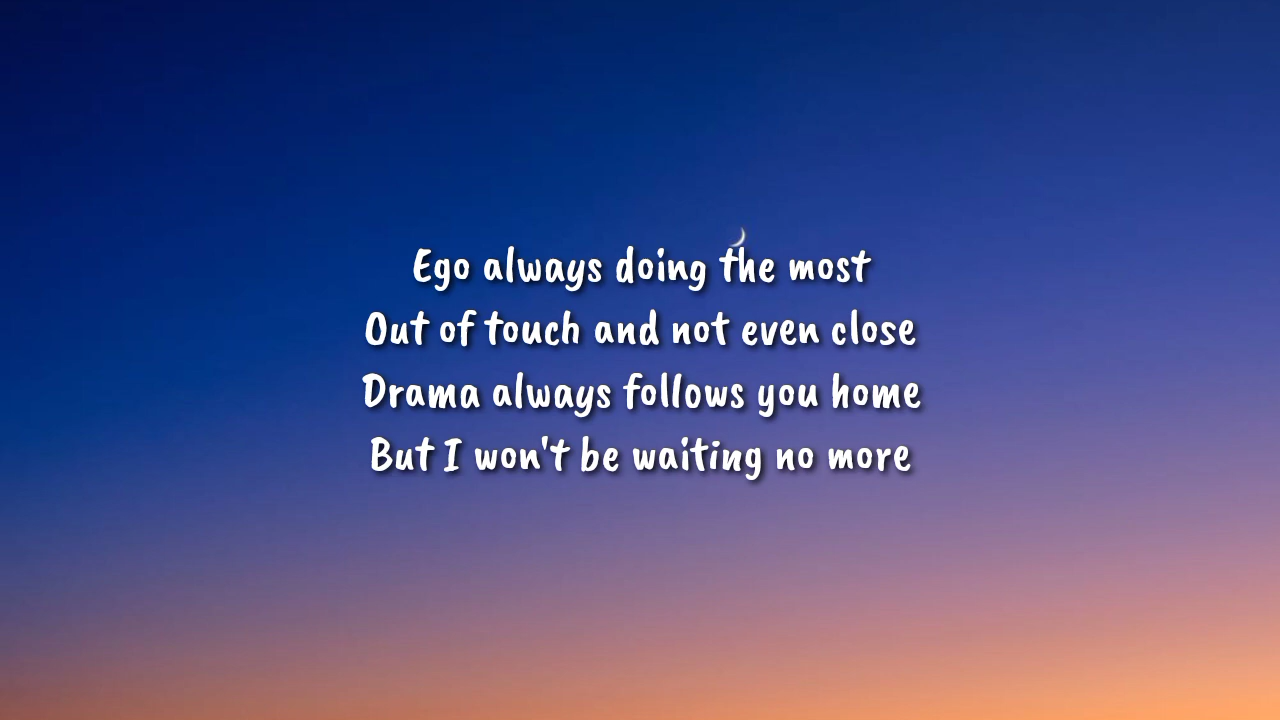 Ego always doing the most
Out of touch and not even close
Drama always follows you home
But I won't be waiting no more